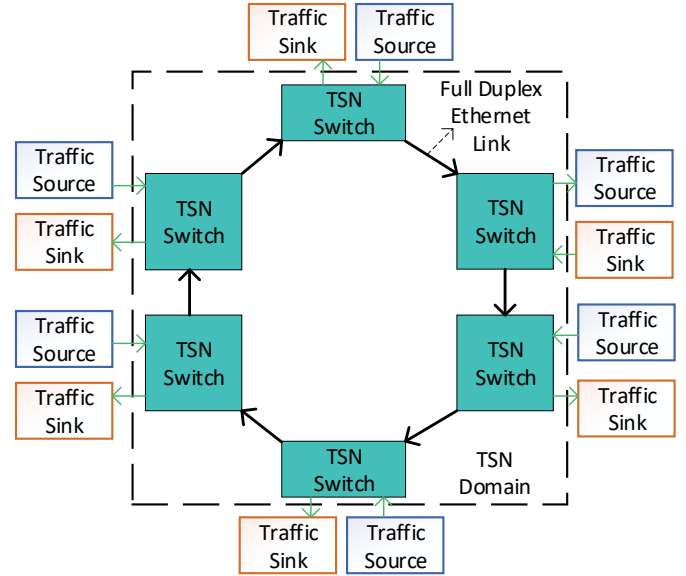 Traffic
Sink
Traffic
Source
TSN
Switch
Full Duplex
Ethernet
Link
Traffic
Source
Traffic
Sink
TSN
Switch
TSN
Switch
Traffic
Source
Traffic
Sink
Traffic
Source
Traffic
Sink
TSN
Switch
TSN
Switch
Traffic
Source
Traffic
Sink
TSN
Switch
TSN
Domain
Traffic
Sink
Traffic
Source